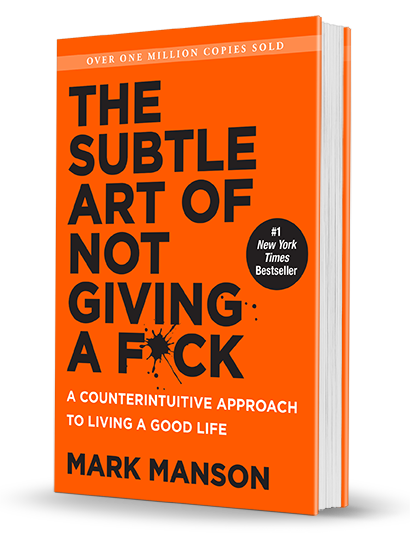 OVER ONE MILLION COPIES SOLD
THE
SUBTLE
ART OF
NOT
GIVING
A F*CK
#1
New York
Times
Bestseller
A COUNTERINTUITIVE APPROACH
TO LIVING A GOOD LIFE
MARK MANSON